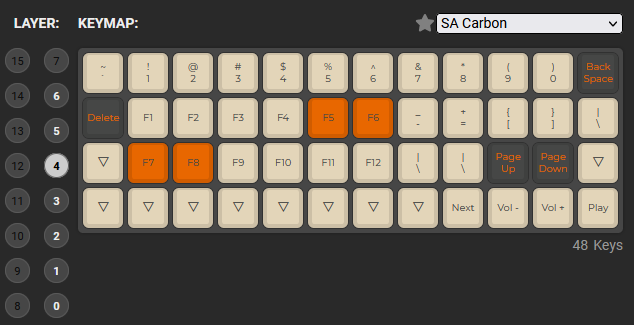 LAYER: KEYMAP: SA Carbon
15 7
14 6
13 5
12 4
11 3
10 2
9 1
8 0
~ ! @ # $ % ^ & * ( ) Back
` 1 2 3 4 5 6 7 8 9 0 Space
Delete F1 F2 F3 F4 F5 F6 _ + { } |
- = [ ] \
F7 F8 F9 F10 F11 F12 | | Page Page
\ \ Up Down
▽ ▽ ▽ ▽ ▽ ▽ ▽ ▽ Next Vol - Vol + Play
48 Keys